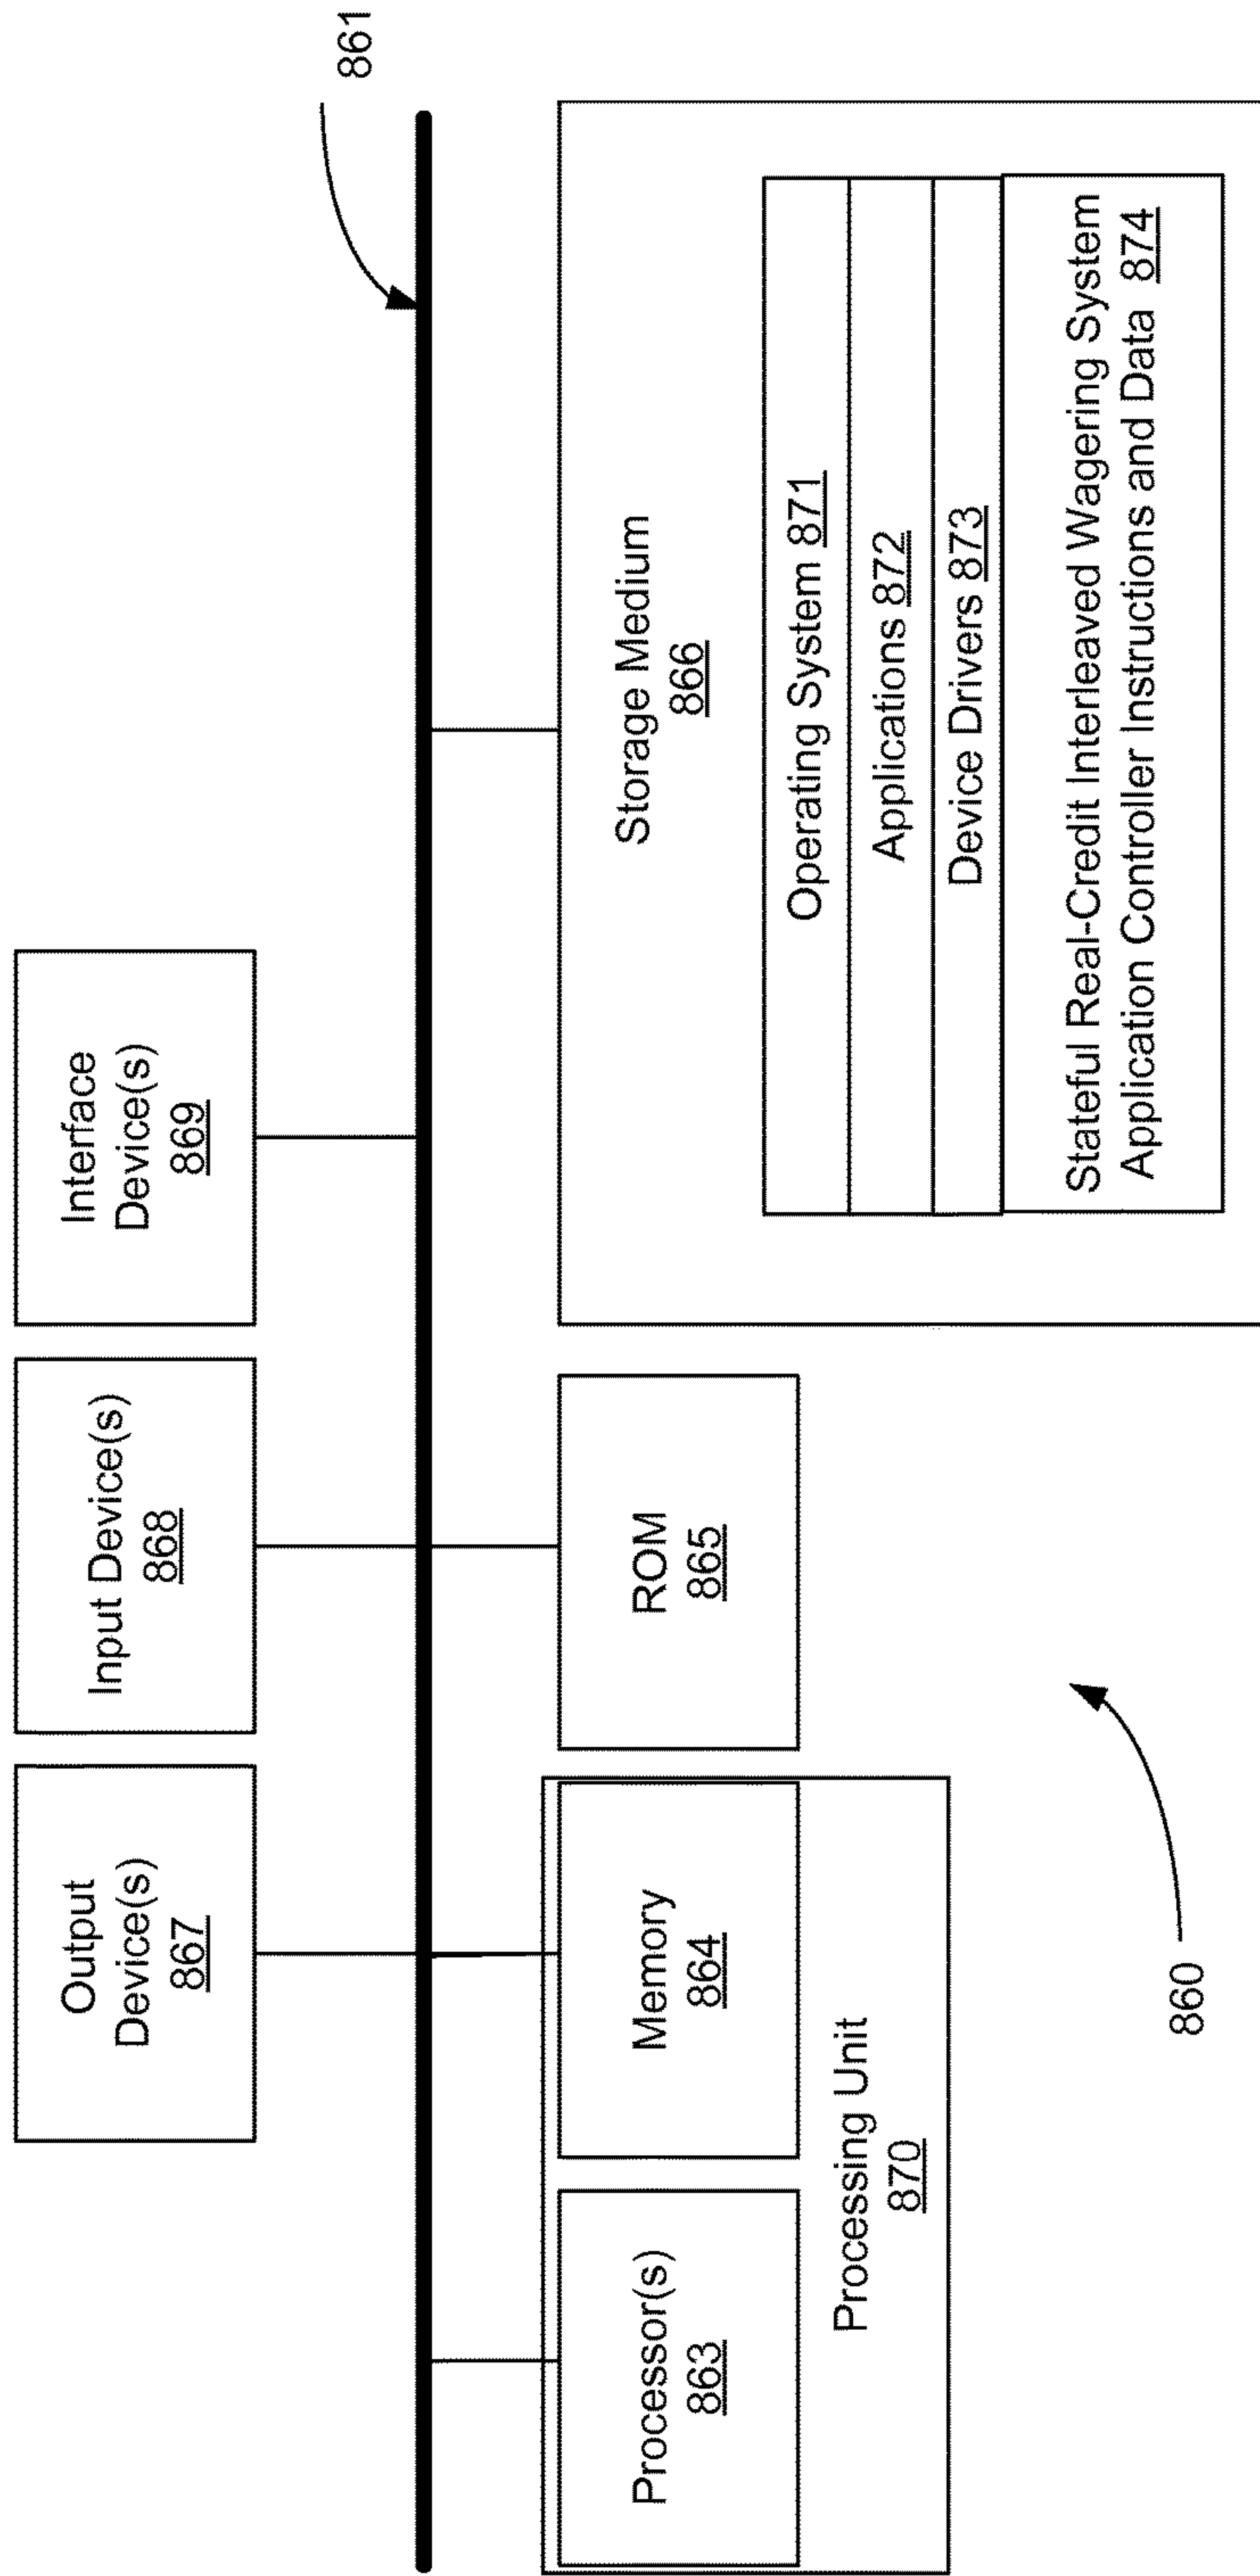 861
Output
Device(s)
867
Input Device(s)
868
Interface
Device(s)
869
Processor(s)
863
Memory
864
Processing Unit
870
ROM
865
Storage Medium
866
Operating System 871
Applications 872
Device Drivers 873
Stateful Real-Credit Interleaved Wagering System
Application Controller Instructions and Data 874
860